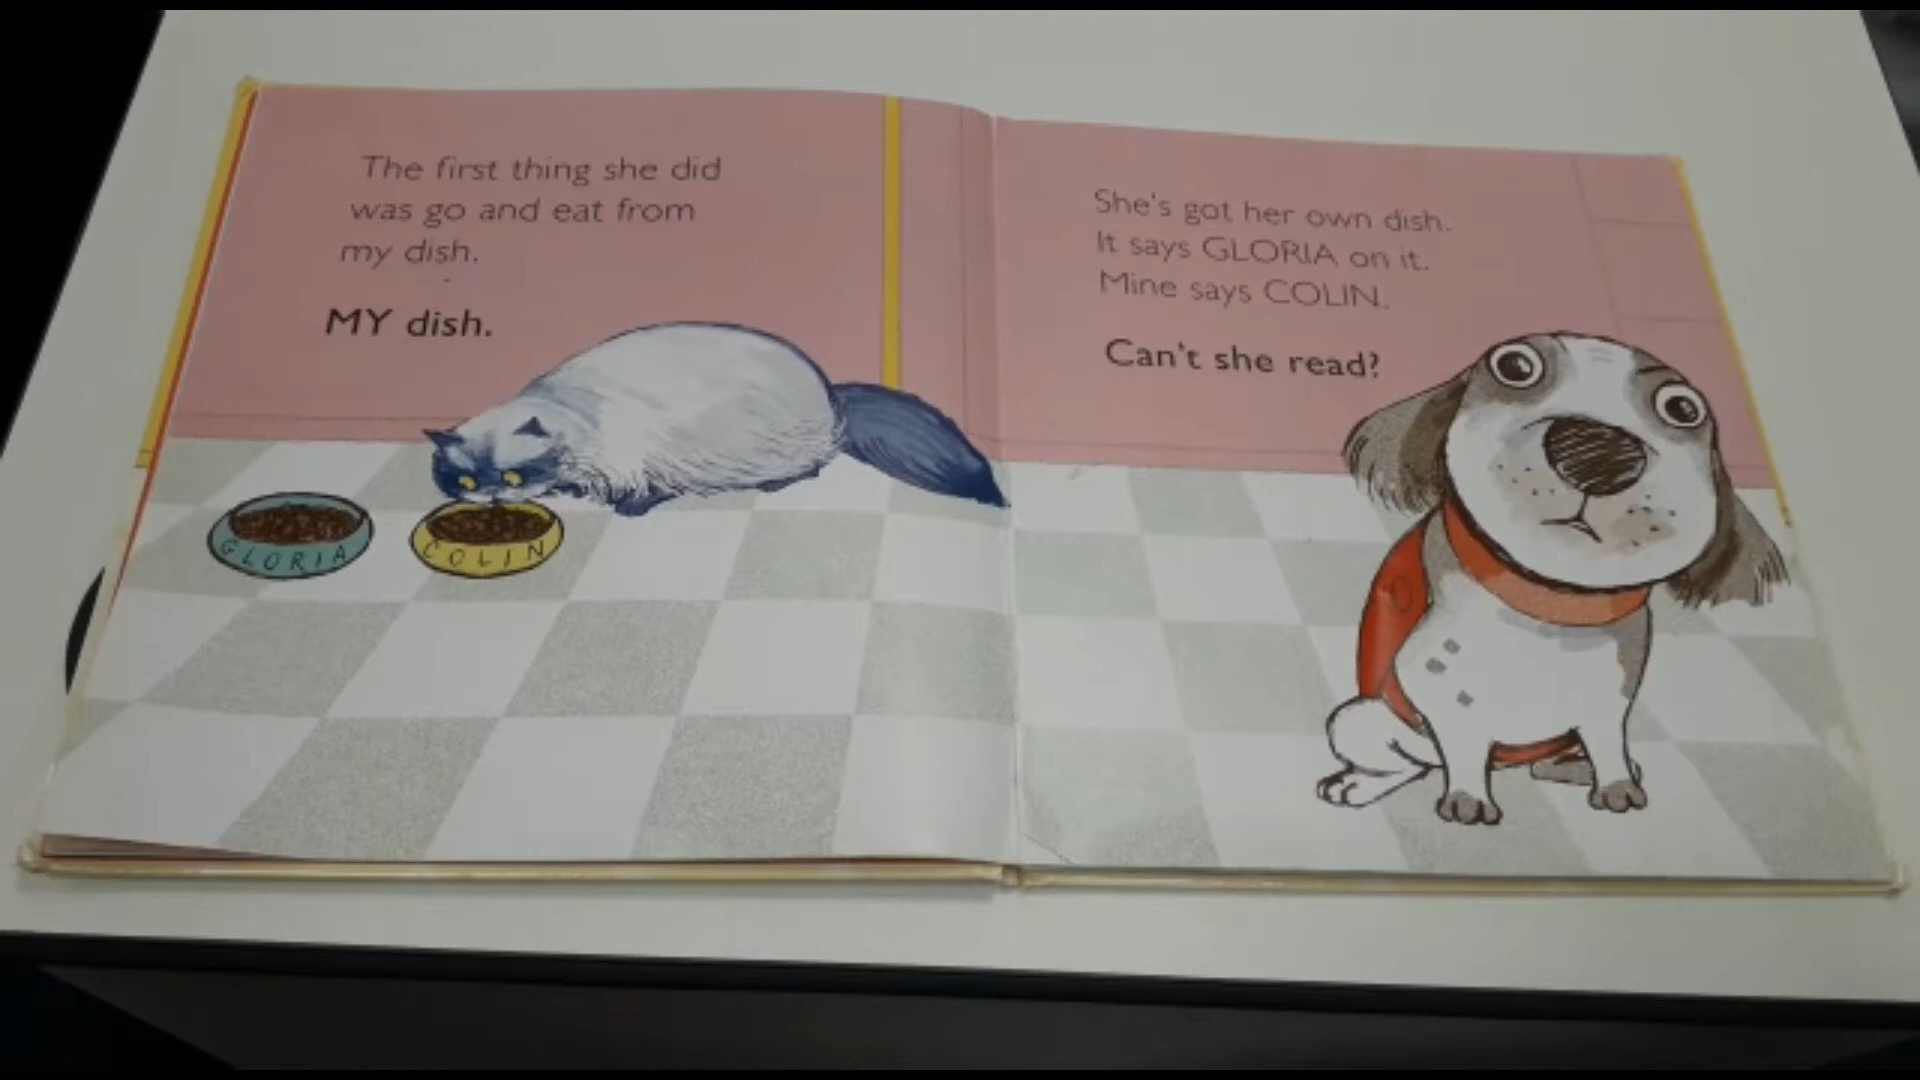 The first thing she did
was go and eat from
my dish.
MY dish.
GLORIA
COLIN
She's got her own dish.
It says GLORIA on it.
Mine says COLIN.
Can't she read?